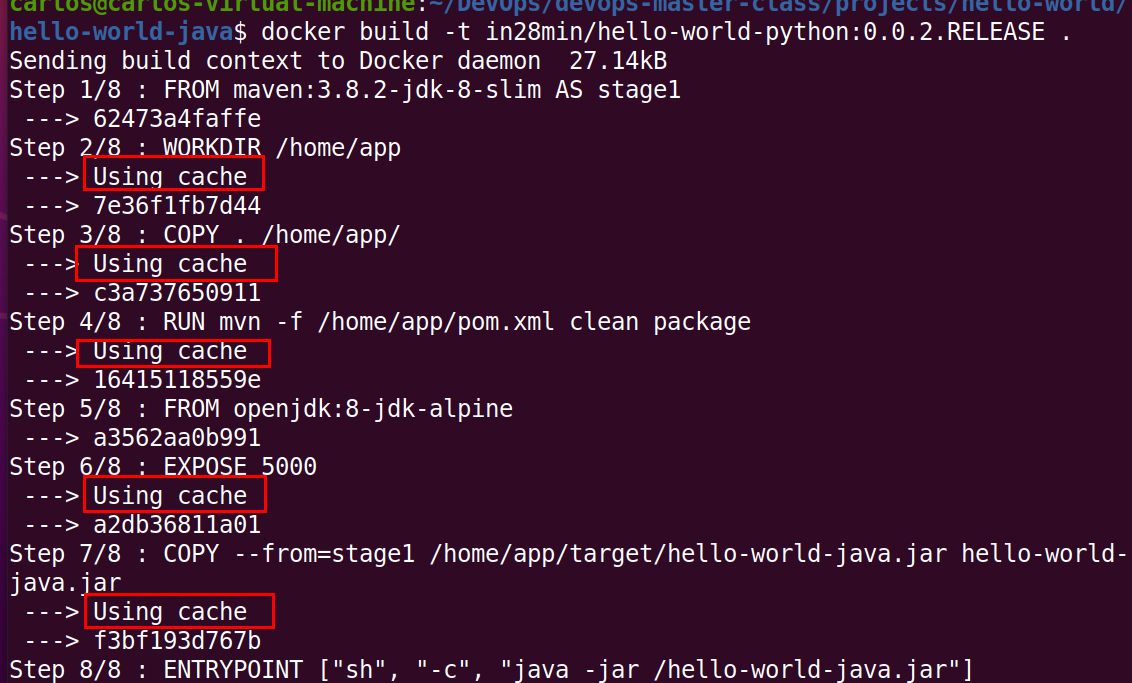 carlos@carlos-virtual-machine:~/DevOps/devops-master-class/projects/hello-world/
hello-world-java$ docker build -t in28min/hello-world-python:0.0.2.RELEASE .
Sending build context to Docker daemon  27.14kB
Step 1/8 : FROM maven:3.8.2-jdk-8-slim AS stage1
 ---> 62473a4faffe
Step 2/8 : WORKDIR /home/app
 ---> Using cache
 ---> 7e36f1fb7d44
Step 3/8 : COPY . /home/app/
 ---> Using cache
 ---> c3a737650911
Step 4/8 : RUN mvn -f /home/app/pom.xml clean package
 ---> Using cache
 ---> 16415118559e
Step 5/8 : FROM openjdk:8-jdk-alpine
 ---> a3562aa0b991
Step 6/8 : EXPOSE 5000
 ---> Using cache
 ---> a2db36811a01
Step 7/8 : COPY --from=stage1 /home/app/target/hello-world-java.jar hello-world-
java.jar
 ---> Using cache
 ---> f3bf193d767b
Step 8/8 : ENTRYPOINT ["sh", "-c", "java -jar /hello-world-java.jar"]